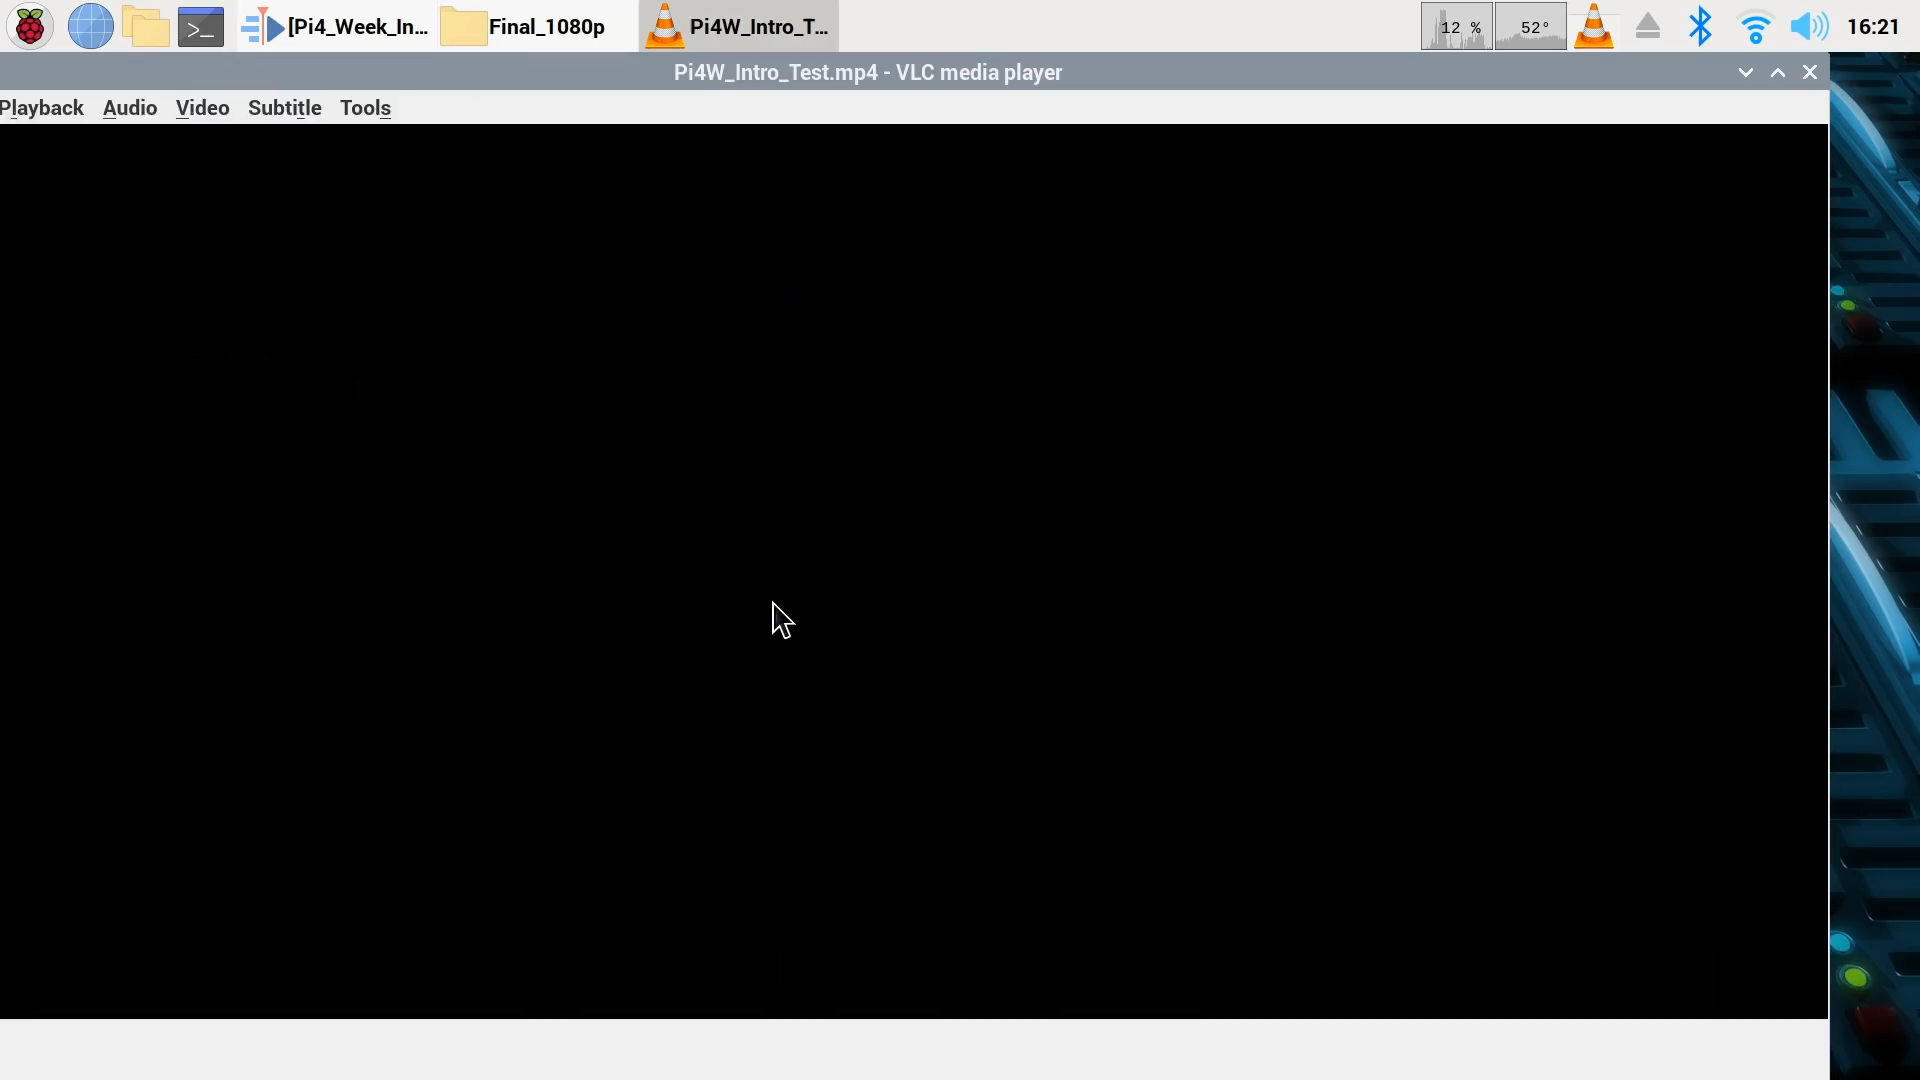 [Pi4_Week_In... Final_1080p Pi4W_Intro_T... 12 % 52° 16:21
Pi4W_Intro_Test.mp4 - VLC media player
Playback Audio Video Subtitle Tools